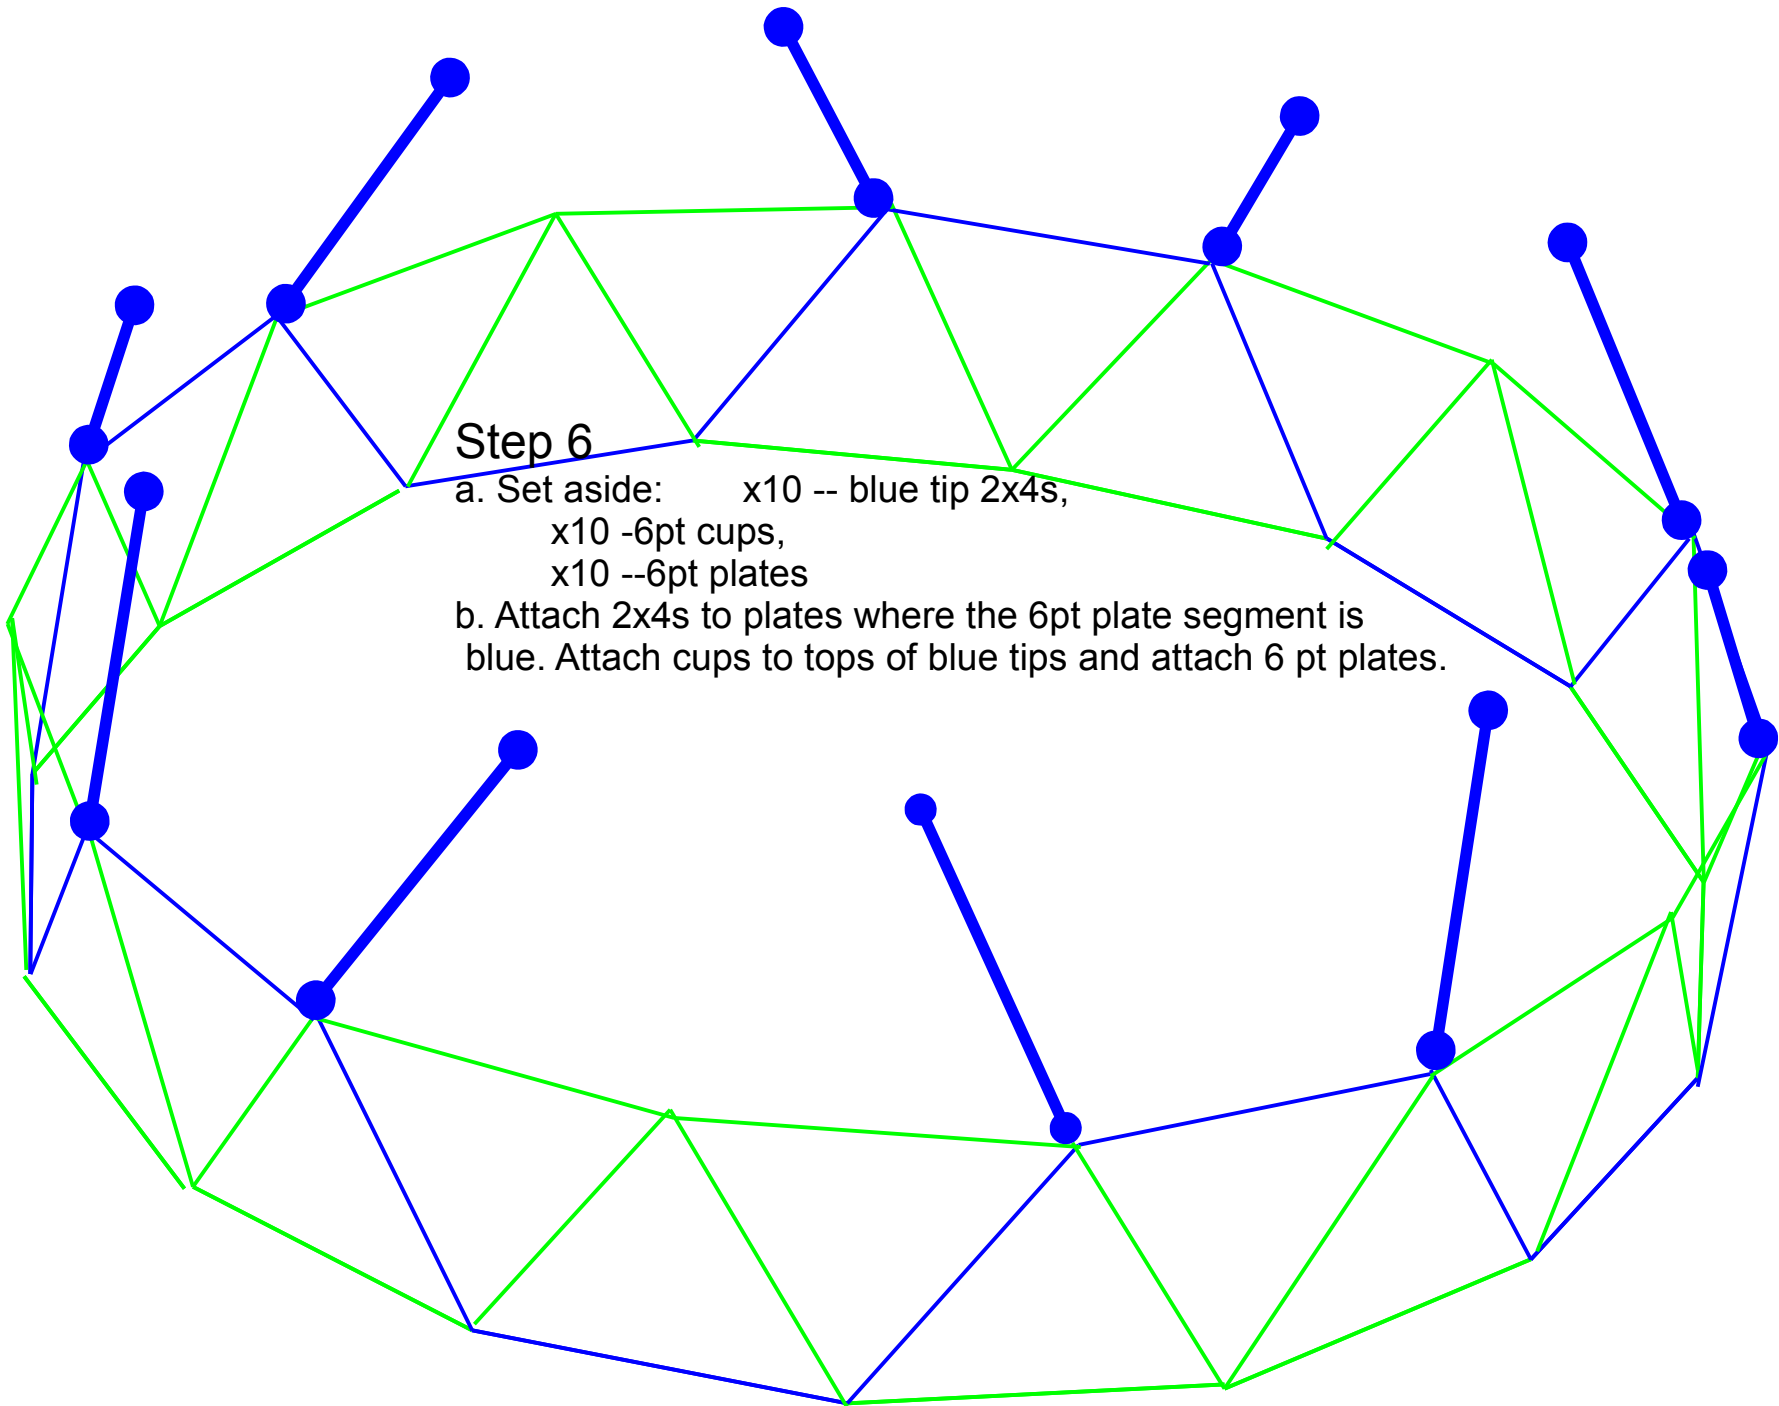 Step 6
a. Set aside: x10 -- blue tip 2x4s,
x10 -6pt cups,
x10 --6pt plates
b. Attach 2x4s to plates where the 6pt plate segment is
blue. Attach cups to tops of blue tips and attach 6 pt plates.